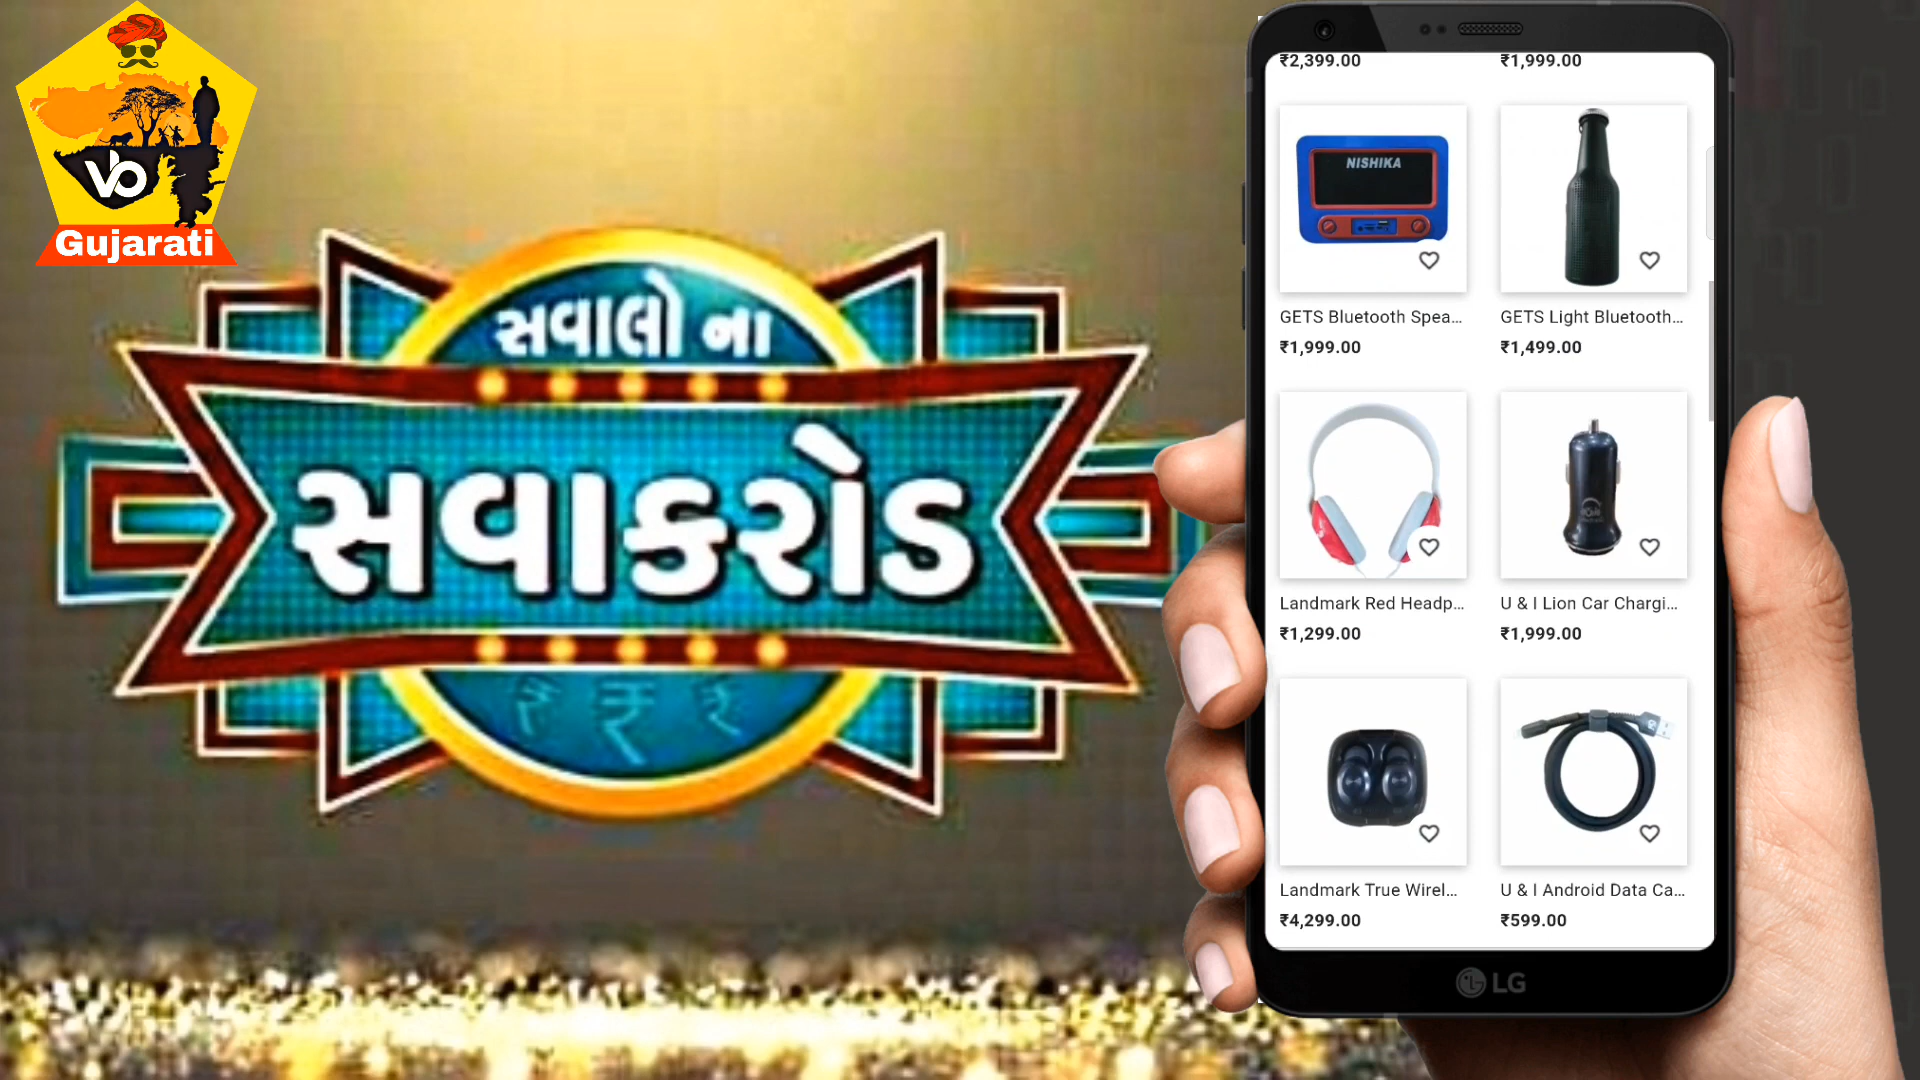 vo
Gujarati
સવાલો ના
સવાકરોડ
₹ ₹ ₹
₹2,399.00
₹1,999.00
NISHIKA
GETS Bluetooth Spea...
GETS Light Bluetooth...
₹1,999.00
₹1,499.00
Landmark Red Headp...
U & I Lion Car Chargi...
₹1,299.00
₹1,999.00
Landmark True Wirel...
U & I Android Data Ca...
₹4,299.00
₹599.00
LG